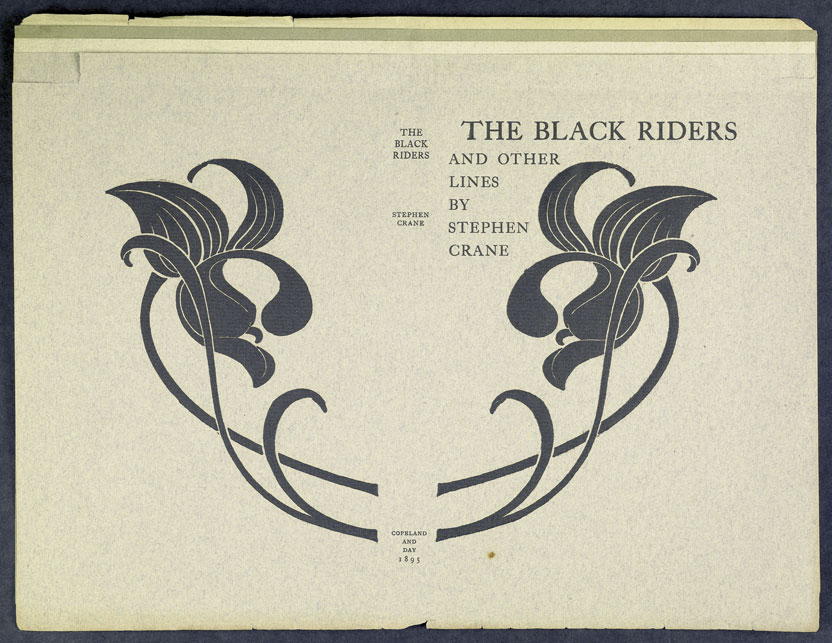 THE
BLACK
RIDERS
STEPHEN
CRANE
COPELAND
AND
DAY
1895
THE BLACK RIDERS
AND OTHER
LINES
BY
STEPHEN
CRANE